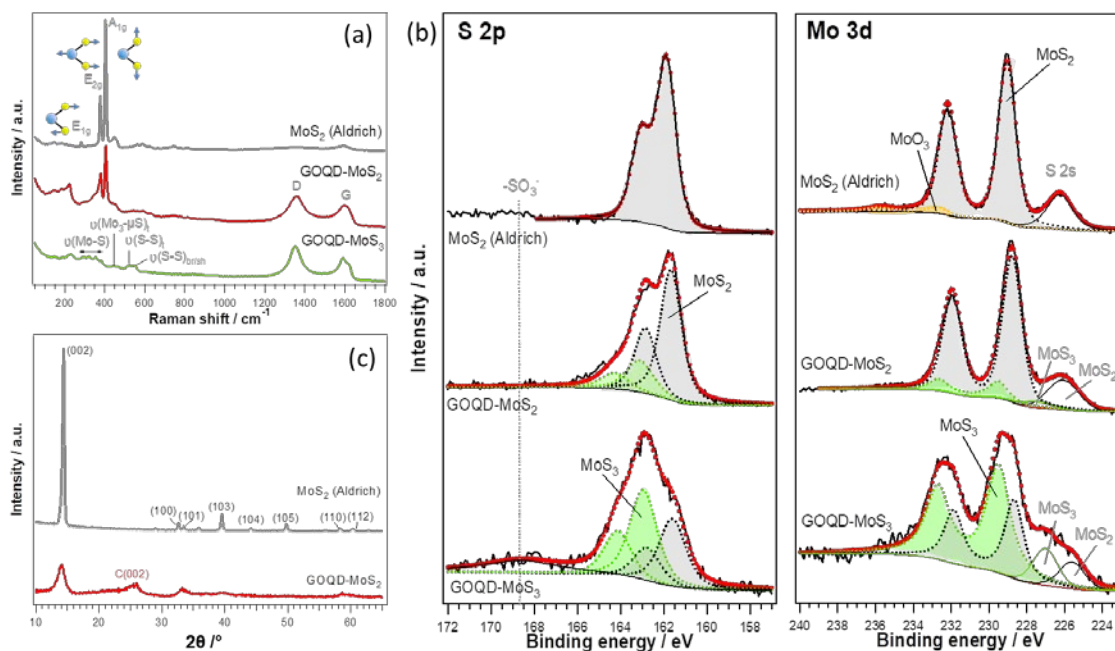 (a)
A1g
E2g
E1g
MoS2 (Aldrich)
GOQD-MoS2
D
G
υ(Mo3-μS)t
υ(Mo-S)
υ(S-S)t
υ(S-S)br/sh
GOQD-MoS3
Intensity / a.u.
200 400 600 800 1000 1200 1400 1600 1800
Raman shift / cm-1
(c)
(002)
MoS2 (Aldrich)
(100)
(101)
(103)
(104)
(105)
(110)
(112)
C(002)
GOQD-MoS2
Intensity / a.u.
10 20 30 40 50 60
2θ /°
(b)
S 2p
-SO3-
MoS2 (Aldrich)
MoS2
GOQD-MoS2
MoS3
GOQD-MoS3
Intensity / a.u.
172 170 168 166 164 162 160 158
Binding energy / eV
Mo 3d
MoS2
MoO3
S 2s
MoS2 (Aldrich)
MoS3
MoS2
GOQD-MoS2
MoS3
MoS3
MoS2
GOQD-MoS3
240 238 236 234 232 230 228 226 224
Binding energy / eV